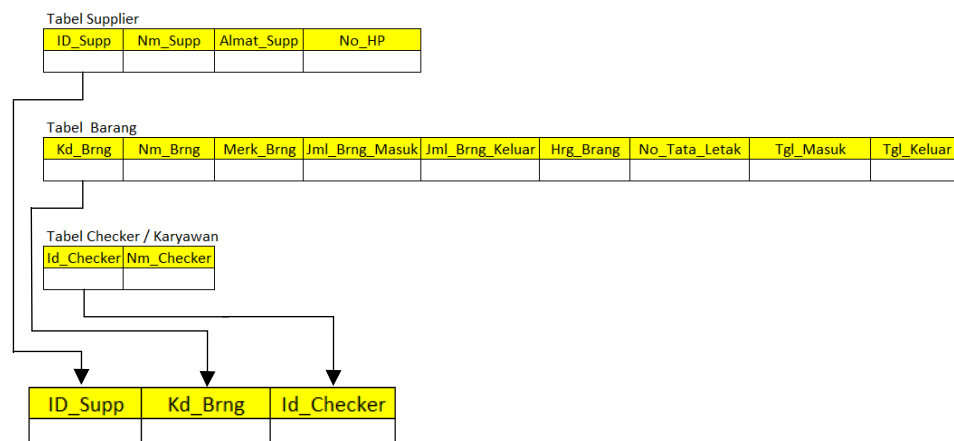 Tabel Supplier
ID_Supp Nm_Supp Almat_Supp No_HP
Tabel Barang
Kd_Brng Nm_Brng Merk_Brng Jml_Brng_Masuk Jml_Brng_Keluar Hrg_Brang No_Tata_Letak Tgl_Masuk Tgl_Keluar
Tabel Checker / Karyawan
Id_Checker Nm_Checker
ID_Supp Kd_Brng Id_Checker